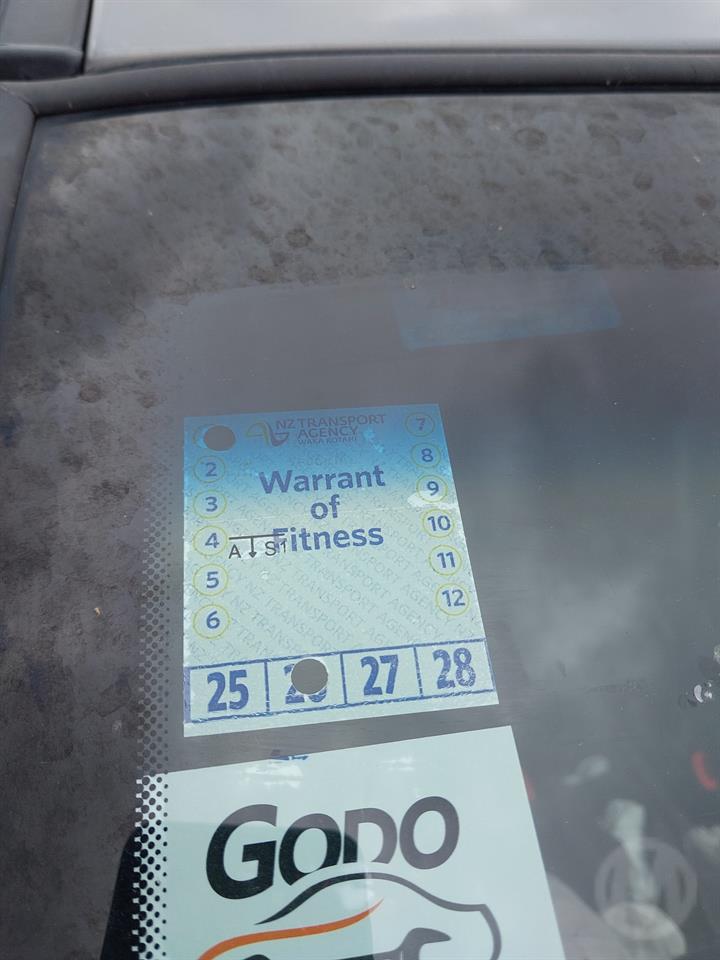 NZ TRANSPORT
AGENCY
WAKA KOTAHI
7
2
8
Warrant
3
9
of
4
10
A S1
Fitness
5
11
6
12
25 27 28
GODO
M